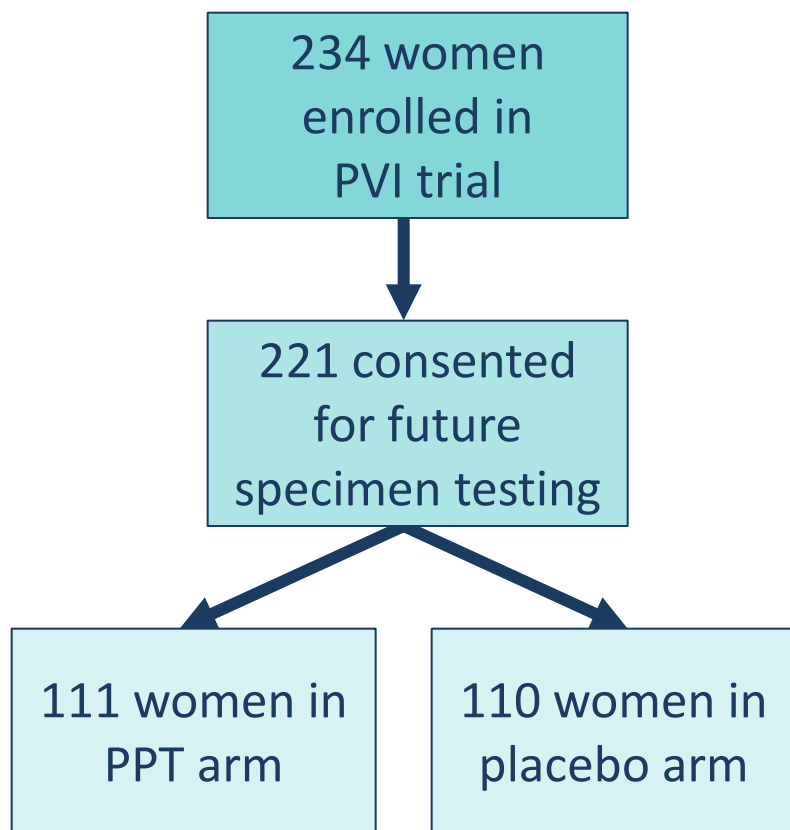 234 women
enrolled in
PVI trial
221 consented
for future
specimen testing
111 women in
PPT arm
110 women in
placebo arm